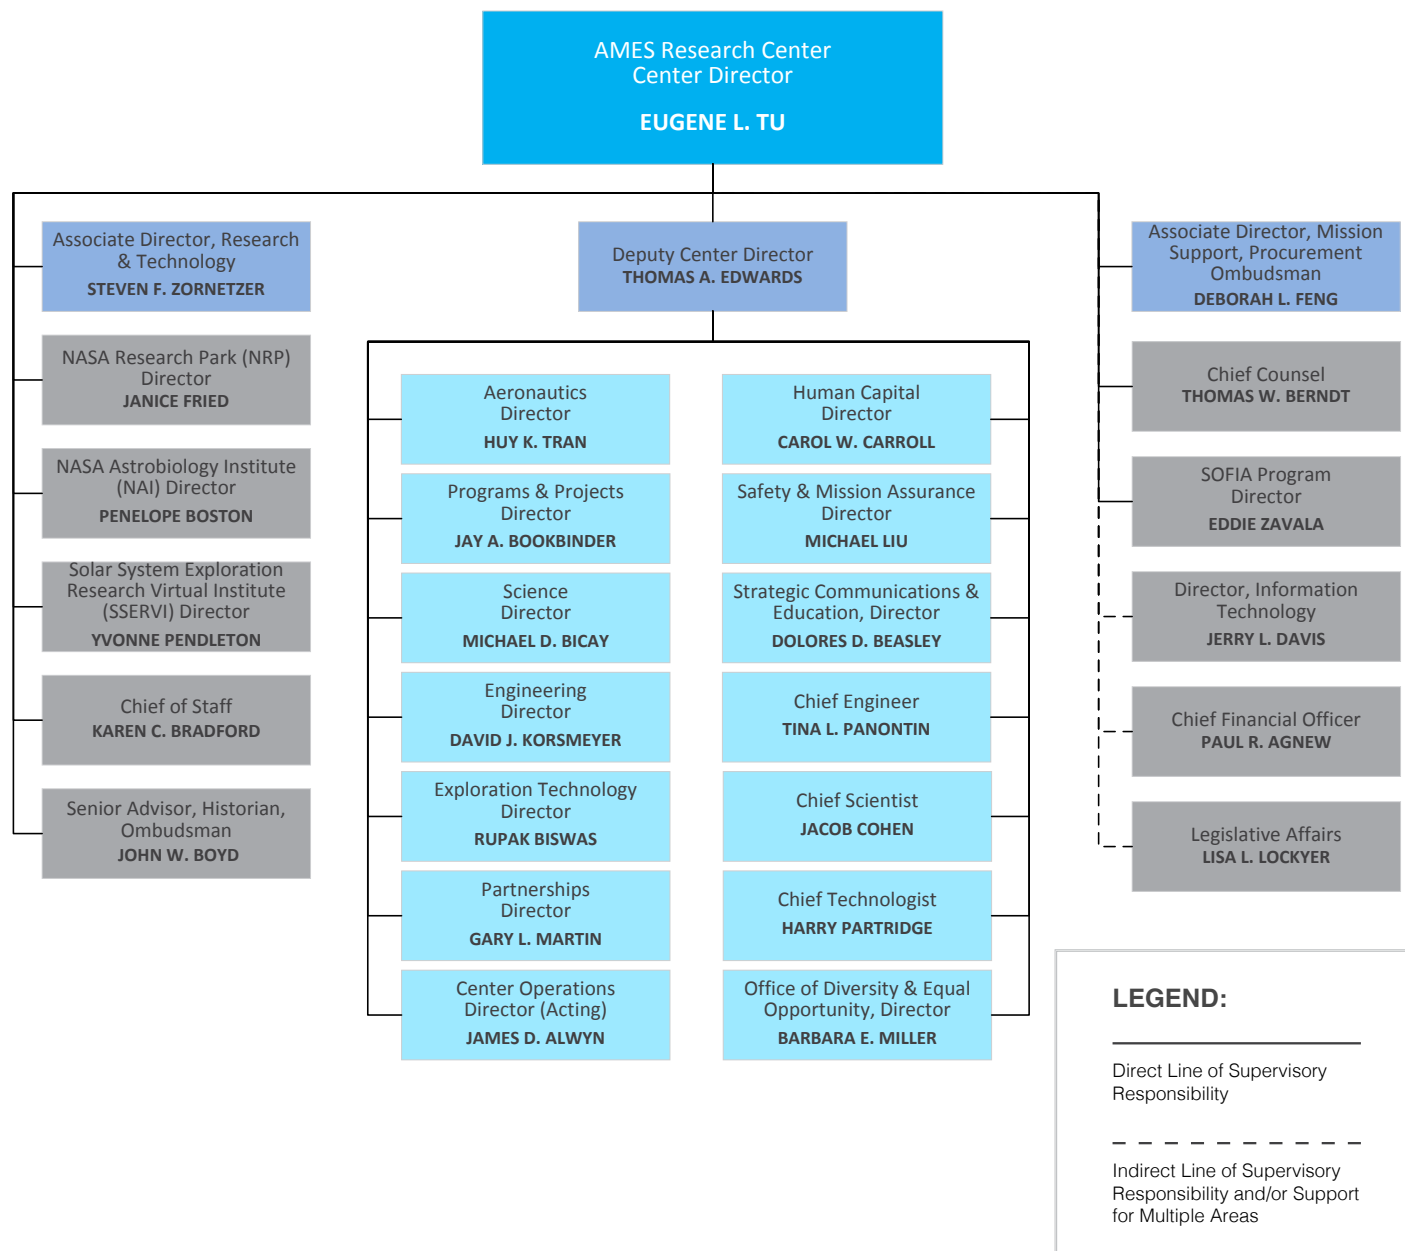 AMES Research Center
Center Director
EUGENE L. TU
Associate Director, Research
& Technology
STEVEN F. ZORNETZER
NASA Research Park (NRP)
Director
JANICE FRIED
NASA Astrobiology Institute
(NAI) Director
PENELOPE BOSTON
Solar System Exploration
Research Virtual Institute
(SSERVI) Director
YVONNE PENDLETON
Chief of Staff
KAREN C. BRADFORD
Senior Advisor, Historian,
Ombudsman
JOHN W. BOYD
Deputy Center Director
THOMAS A. EDWARDS
Aeronautics
Director
HUY K. TRAN
Programs & Projects
Director
JAY A. BOOKBINDER
Science
Director
MICHAEL D. BICAY
Engineering
Director
DAVID J. KORSMEYER
Exploration Technology
Director
RUPAK BISWAS
Partnerships
Director
GARY L. MARTIN
Center Operations
Director (Acting)
JAMES D. ALWYN
Human Capital
Director
CAROL W. CARROLL
Safety & Mission Assurance
Director
MICHAEL LIU
Strategic Communications &
Education, Director
DOLORES D. BEASLEY
Chief Engineer
TINA L. PANONTIN
Chief Scientist
JACOB COHEN
Chief Technologist
HARRY PARTRIDGE
Office of Diversity & Equal
Opportunity, Director
BARBARA E. MILLER
Associate Director, Mission
Support, Procurement
Ombudsman
DEBORAH L. FENG
Chief Counsel
THOMAS W. BERNDT
SOFIA Program
Director
EDDIE ZAVALA
Director, Information
Technology
JERRY L. DAVIS
Chief Financial Officer
PAUL R. AGNEW
Legislative Affairs
LISA L. LOCKYER
LEGEND:
Direct Line of Supervisory
Responsibility
Indirect Line of Supervisory
Responsibility and/or Support
for Multiple Areas